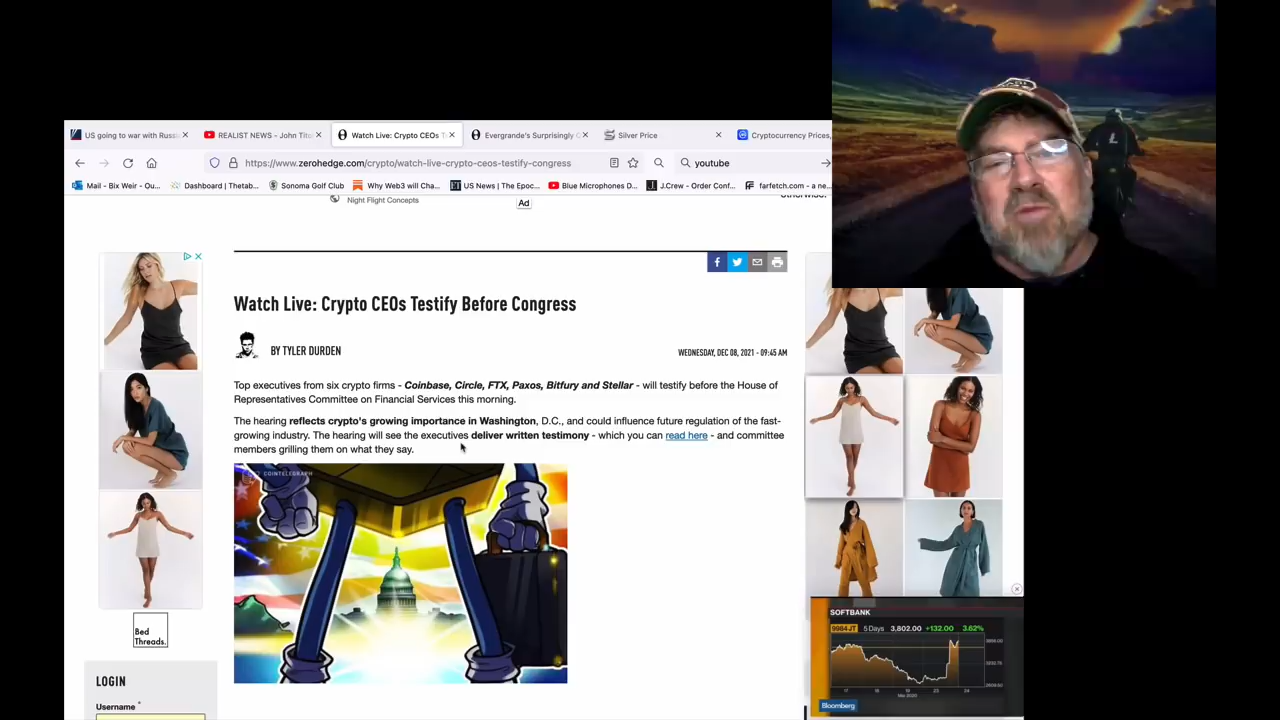 US going to war with Russi
REALIST NEWS - John Titu
Watch Live: Crypto CEOs T
Evergrande's Surprisingly C
Silver Price
Cryptocurrency Prices,
https://www.zerohedge.com/crypto/watch-live-crypto-ceos-testify-congress
youtube
Mail - Bix Weir - Ou...
Dashboard | Thetab...
Sonoma Golf Club
Why Web3 will Cha...
US News | The Epoc...
Blue Microphones D...
J.Crew - Order Conf...
farfetch.com - a ne...
Night Flight Concepts
Ad
Watch Live: Crypto CEOs Testify Before Congress
BY TYLER DURDEN
WEDNESDAY, DEC 08, 2021 - 09:45 AM
Top executives from six crypto firms - Coinbase, Circle, FTX, Paxos, Bitfury and Stellar - will testify before the House of
Representatives Committee on Financial Services this morning.
The hearing reflects crypto's growing importance in Washington, D.C., and could influence future regulation of the fast-
growing industry. The hearing will see the executives deliver written testimony - which you can read here - and committee
members grilling them on what they say.
COINTELEGRAPH
Bed
Threads.
LOGIN
Username *
SOFTBANK
9984 JT 5 Days 3,802.00 +132.00 3.62%
Bloomberg